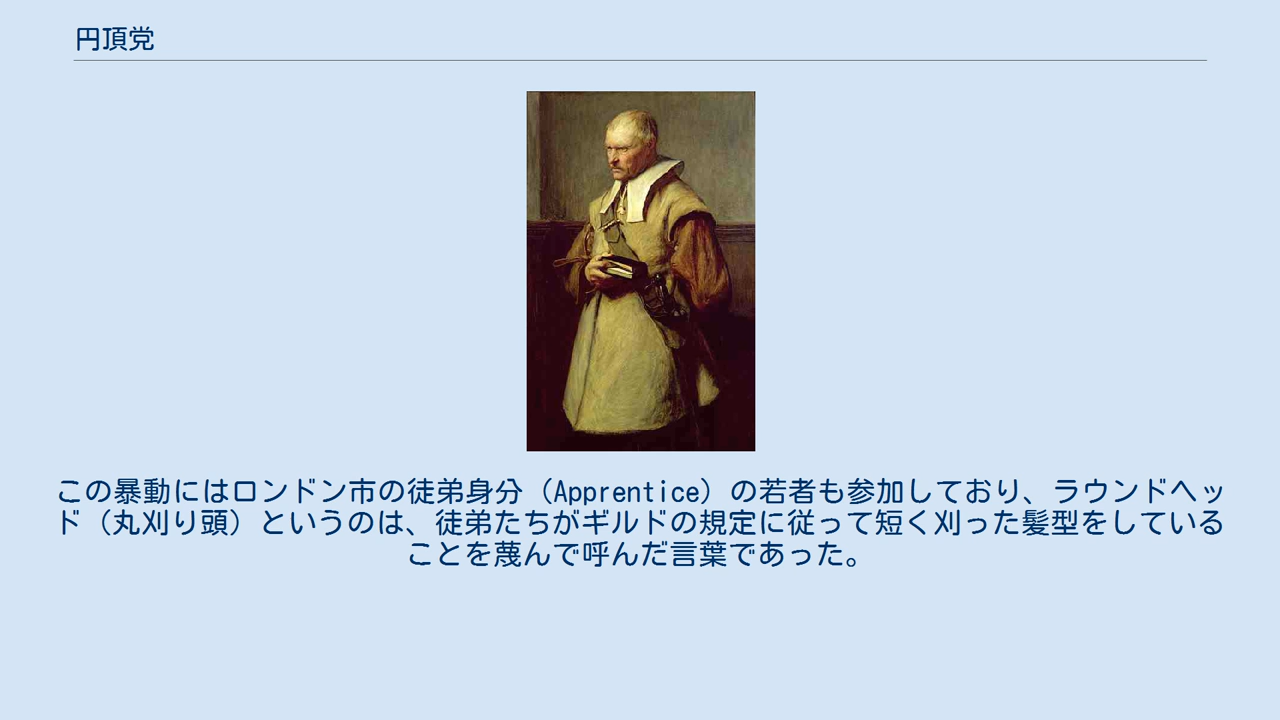 円頂党
この暴動にはロンドン市の徒弟身分（Apprentice）の若者も参加しており、ラウンドヘッ
ド（丸刈り頭）というのは、徒弟たちがギルドの規定に従って短く刈った髪型をしている
ことを蔑んで呼んだ言葉であった。